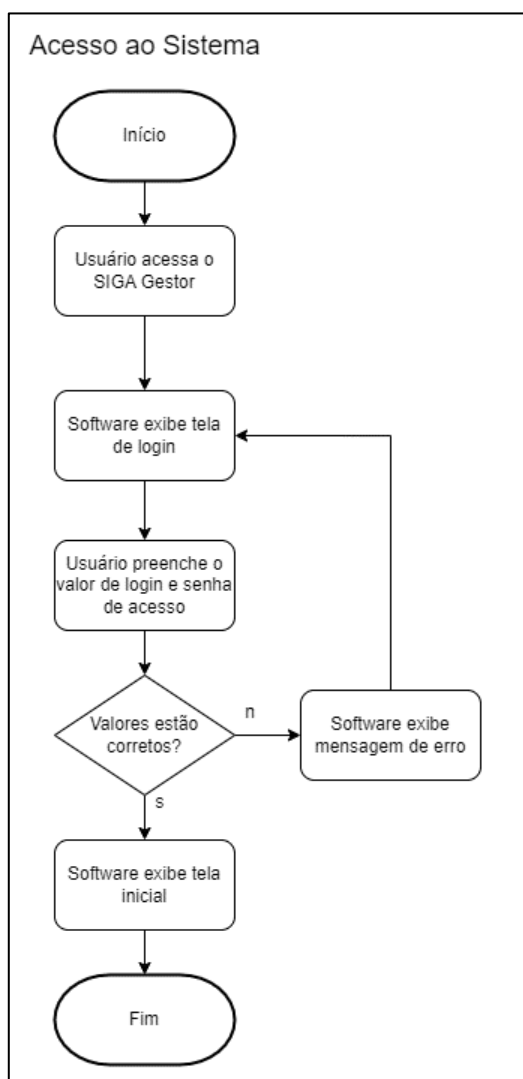 Acesso ao Sistema
Início
Usuário acessa o
SIGA Gestor
Software exibe tela
de login
Usuário preenche o
valor de login e senha
de acesso
Valores estão
corretos?
n
Software exibe
mensagem de erro
s
Software exibe tela
inicial
Fim